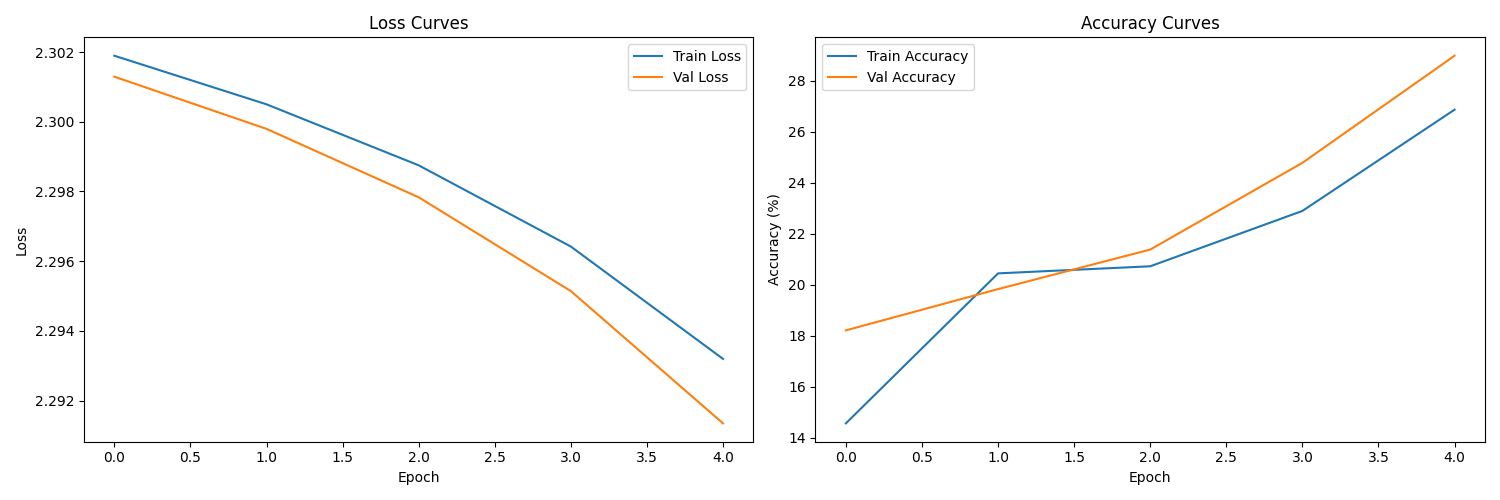 Loss Curves
Train Loss
Val Loss
2.302
2.300
2.298
2.296
2.294
2.292
Loss
0.0 0.5 1.0 1.5 2.0 2.5 3.0 3.5 4.0
Epoch
Accuracy Curves
Train Accuracy
Val Accuracy
28
26
24
22
20
18
16
14
Accuracy (%)
0.0 0.5 1.0 1.5 2.0 2.5 3.0 3.5 4.0
Epoch